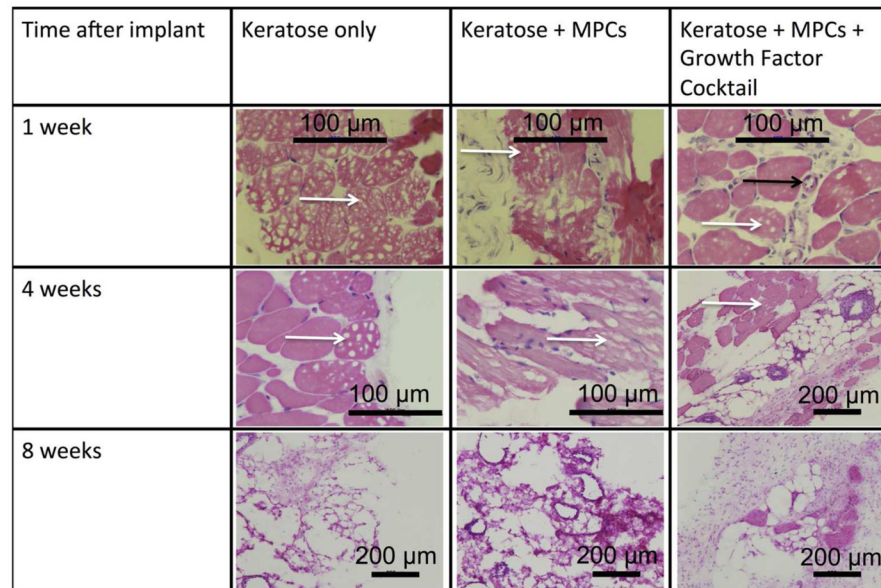 Time after implant
Keratose only
Keratose + MPCs
Keratose + MPCs +
Growth Factor
Cocktail
1 week
100 µm
100 µm
100 µm
4 weeks
100 µm
100 µm
200 µm
8 weeks
200 µm
200 µm
200 µm